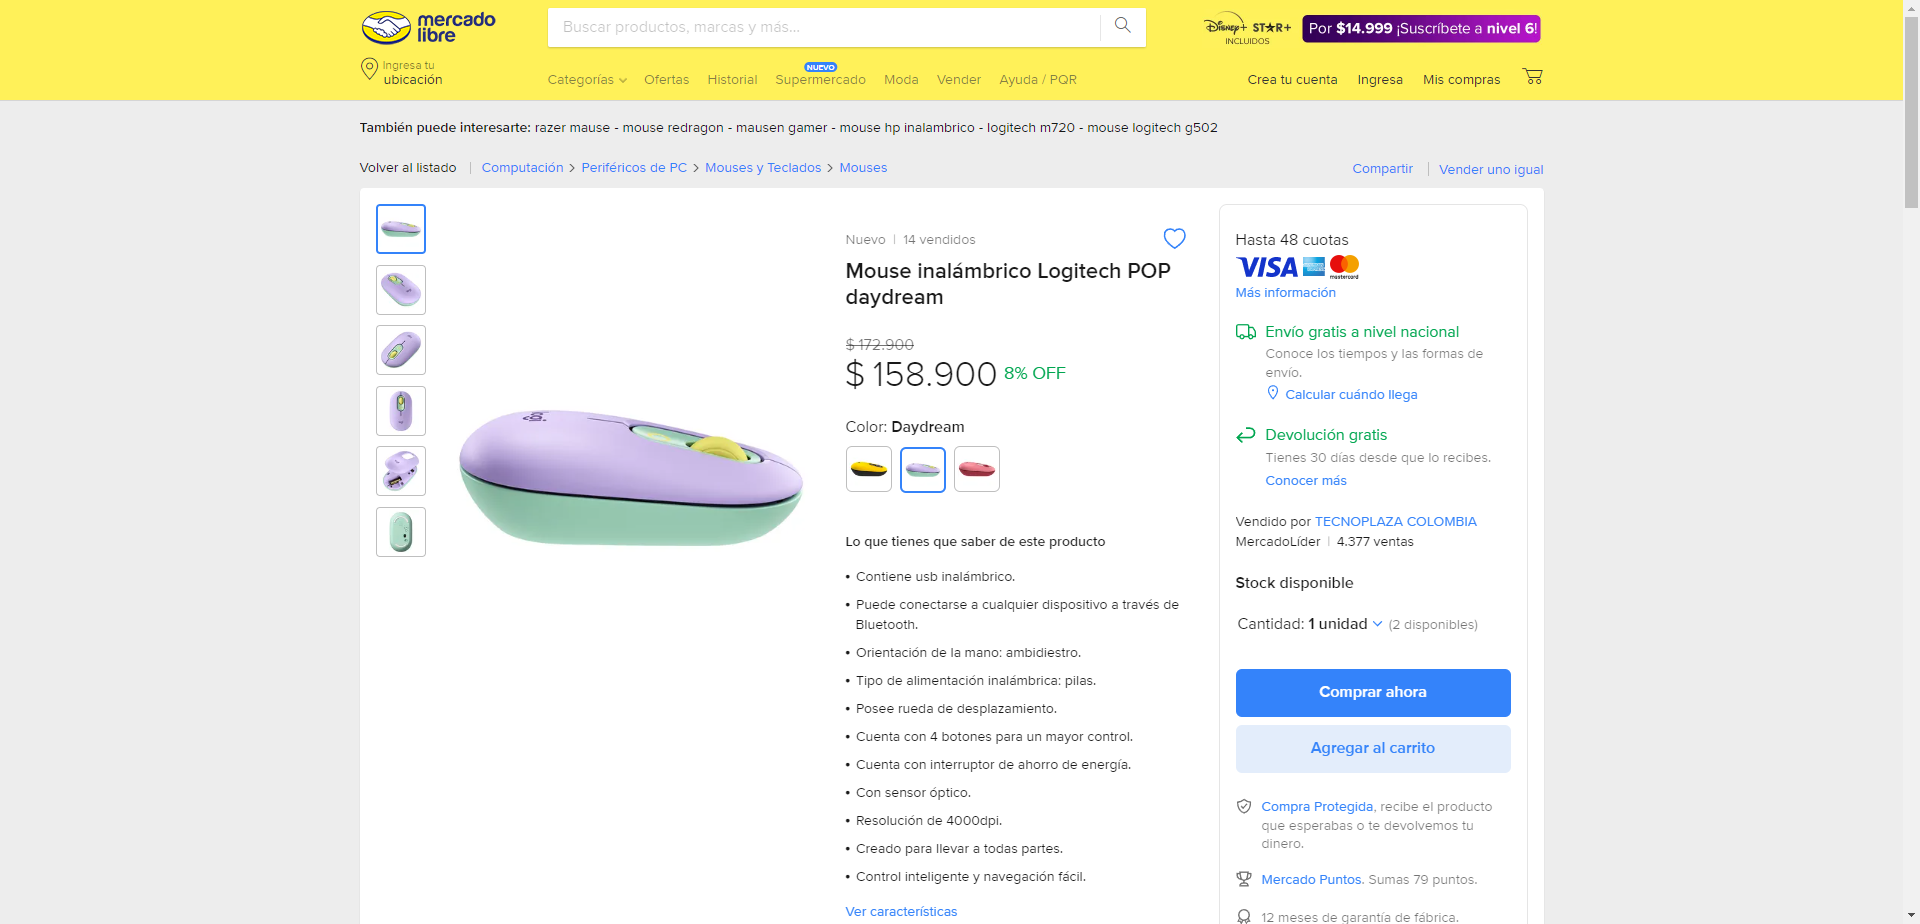 mercado
libre
Buscar productos, marcas y más...
Disney+ STAR+
INCLUIDOS
Por $14.999 ¡Suscríbete a nivel 6!
Ingresa tu
ubicación
Categorías
Ofertas
Historial
NUEVO
Supermercado
Moda
Vender
Ayuda / PQR
Crea tu cuenta
Ingresa
Mis compras
También puede interesarte: razer mause - mouse redragon - mausen gamer - mouse hp inalambrico - logitech m720 - mouse logitech g502
Volver al listado | Computación > Periféricos de PC > Mouses y Teclados > Mouses
Compartir | Vender uno igual
Nuevo | 14 vendidos
Mouse inalámbrico Logitech POP
daydream
$ 172.900
$ 158.900 8% OFF
Color: Daydream
Lo que tienes que saber de este producto
• Contiene usb inalámbrico.
• Puede conectarse a cualquier dispositivo a través de
Bluetooth.
• Orientación de la mano: ambidiestro.
• Tipo de alimentación inalámbrica: pilas.
• Posee rueda de desplazamiento.
• Cuenta con 4 botones para un mayor control.
• Cuenta con interruptor de ahorro de energía.
• Con sensor óptico.
• Resolución de 4000dpi.
• Creado para llevar a todas partes.
• Control inteligente y navegación fácil.
Ver características
Hasta 48 cuotas
VISA
mastercard
Más información
Envío gratis a nivel nacional
Conoce los tiempos y las formas de
envío.
Calcular cuándo llega
Devolución gratis
Tienes 30 días desde que lo recibes.
Conocer más
Vendido por TECNOPLAZA COLOMBIA
MercadoLíder | 4.377 ventas
Stock disponible
Cantidad: 1 unidad (2 disponibles)
Comprar ahora
Agregar al carrito
Compra Protegida, recibe el producto
que esperabas o te devolvemos tu
dinero.
Mercado Puntos. Sumas 79 puntos.
12 meses de garantía de fábrica.